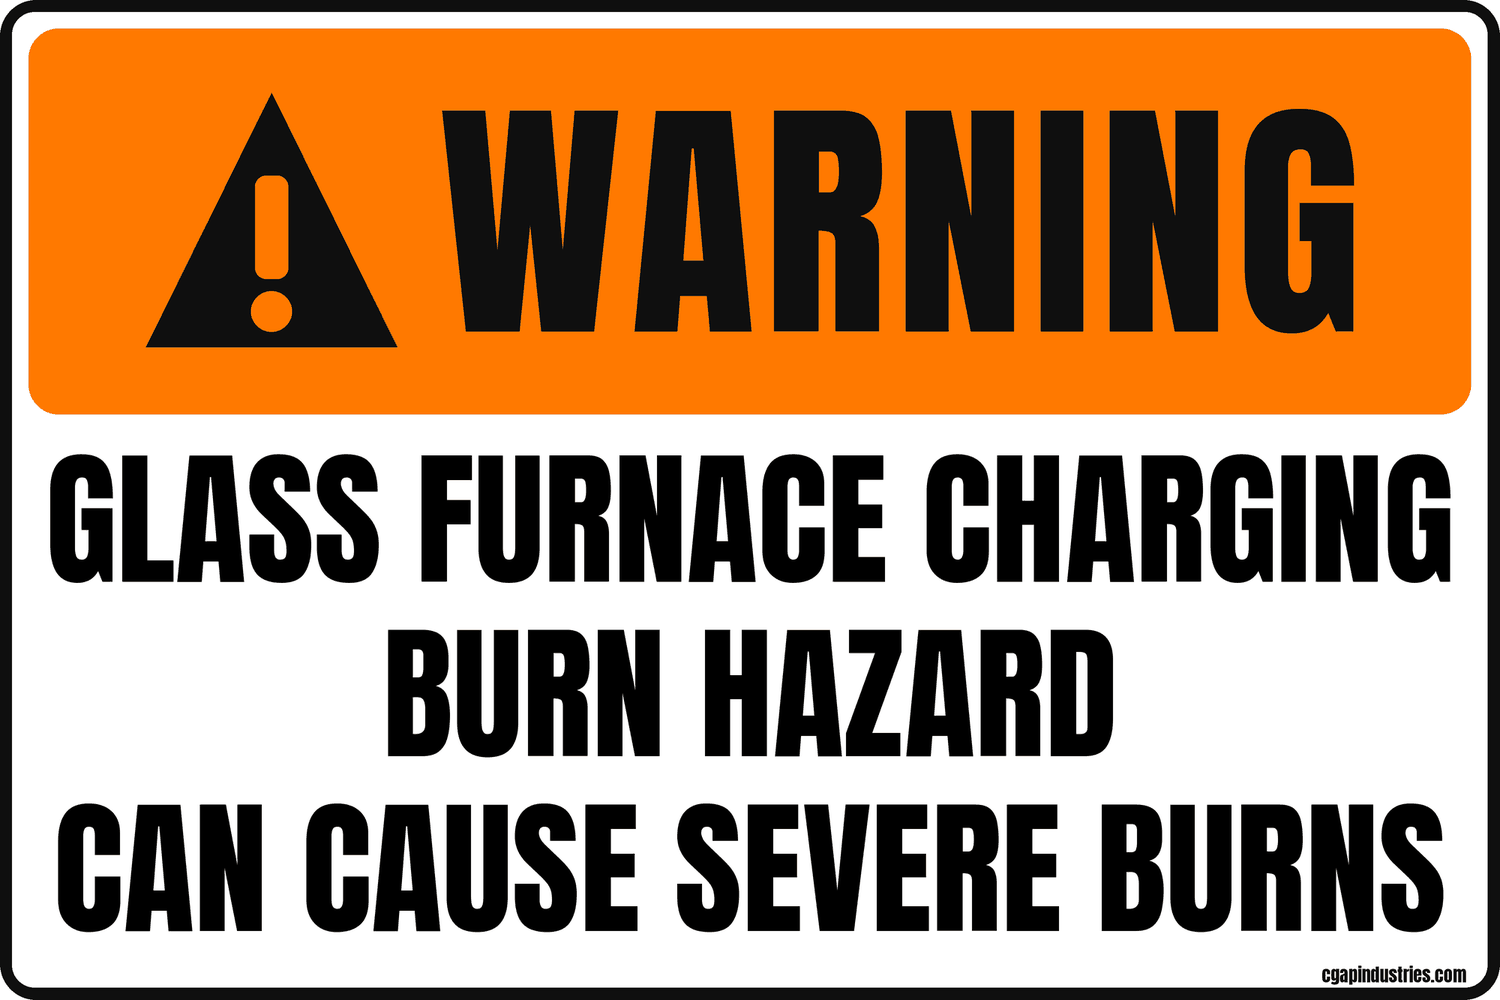 WARNING
GLASS FURNACE CHARGING
BURN HAZARD
CAN CAUSE SEVERE BURNS
cgapindustries.com